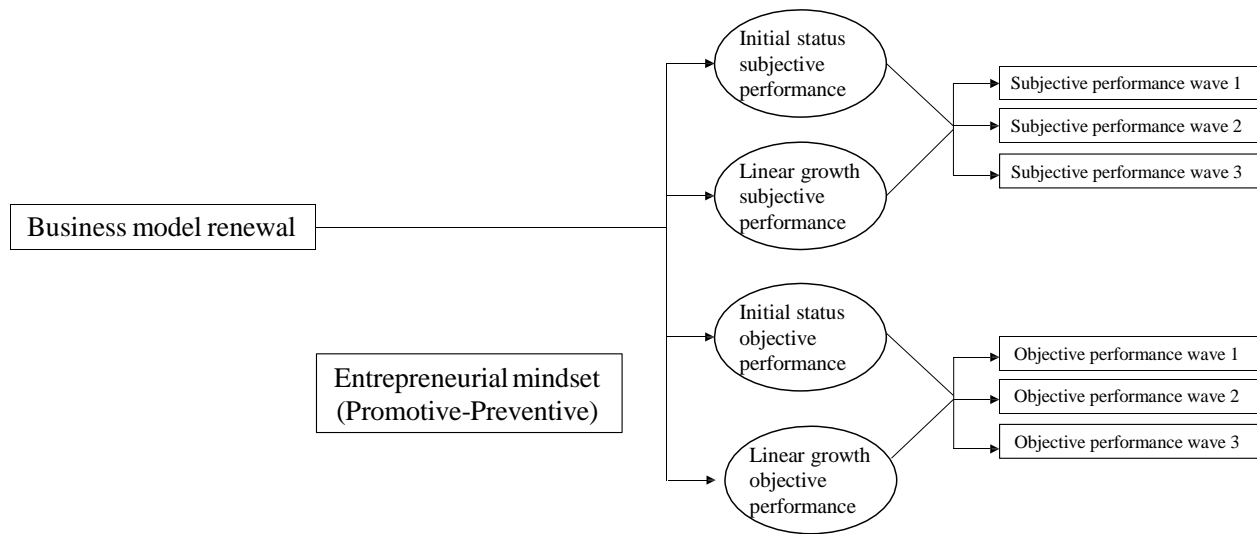 Initial status
subjective
performance
Linear growth
subjective
performance
Subjective performance wave 1
Subjective performance wave 2
Subjective performance wave 3
Business model renewal
Entrepreneurial mindset
(Promotive-Preventive)
Initial status
objective
performance
Linear growth
objective
performance
Objective performance wave 1
Objective performance wave 2
Objective performance wave 3